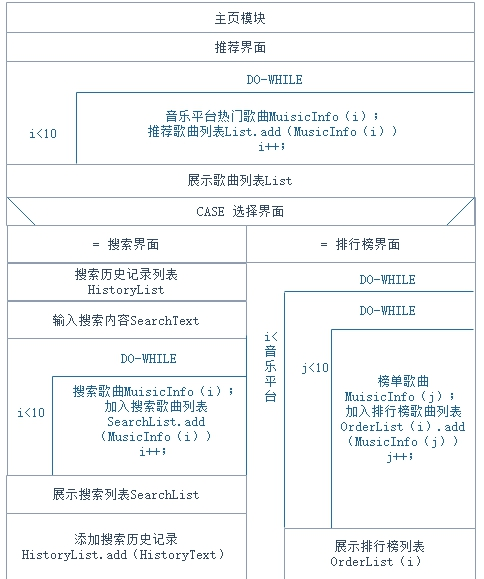 主页模块
推荐界面
DO-WHILE
i<10
音乐平台热门歌曲MuisicInfo（i）；
推荐歌曲列表List.add（MusicInfo（i））
i++；
展示歌曲列表List
CASE 选择界面
= 搜索界面
搜索历史记录列表
HistoryList
输入搜索内容SearchText
DO-WHILE
i<10
搜索歌曲MuisicInfo（i）；
加入搜索歌曲列表
SearchList.add
（MusicInfo（i））
i++；
展示搜索列表SearchList
添加搜索历史记录
HistoryList.add（HistoryText）
= 排行榜界面
DO-WHILE
i<
音
乐
平
台
DO-WHILE
j<10
榜单歌曲
MuisicInfo（j）；
加入排行榜歌曲列表
OrderList（i）.add
（MusicInfo（j））
j++；
展示排行榜列表
OrderList（i）